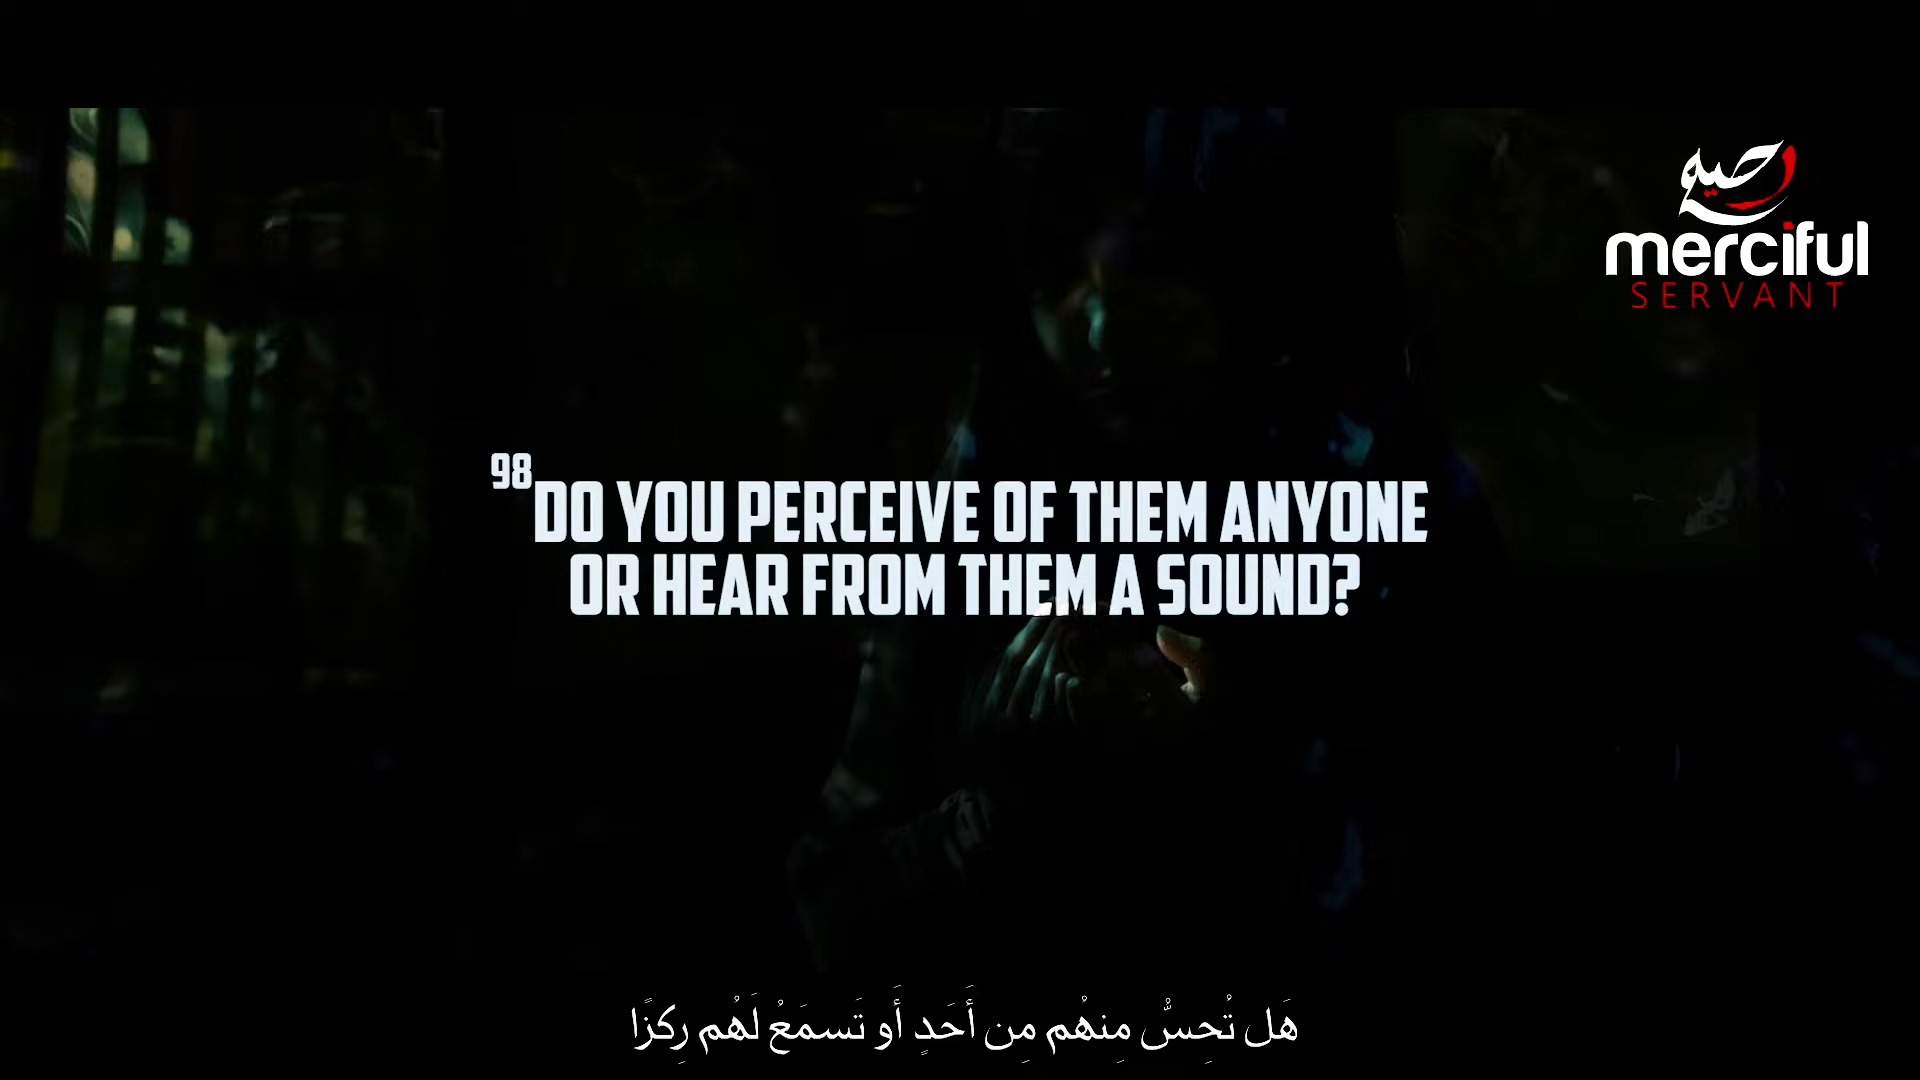 رحيم
merciful
SERVANT
98 DO YOU PERCEIVE OF THEM ANYONE
OR HEAR FROM THEM A SOUND?
هَل تُحِسُّ مِنهُم مِن أَحَدٍ أَو تَسمَعُ لَهُم رِكزًا